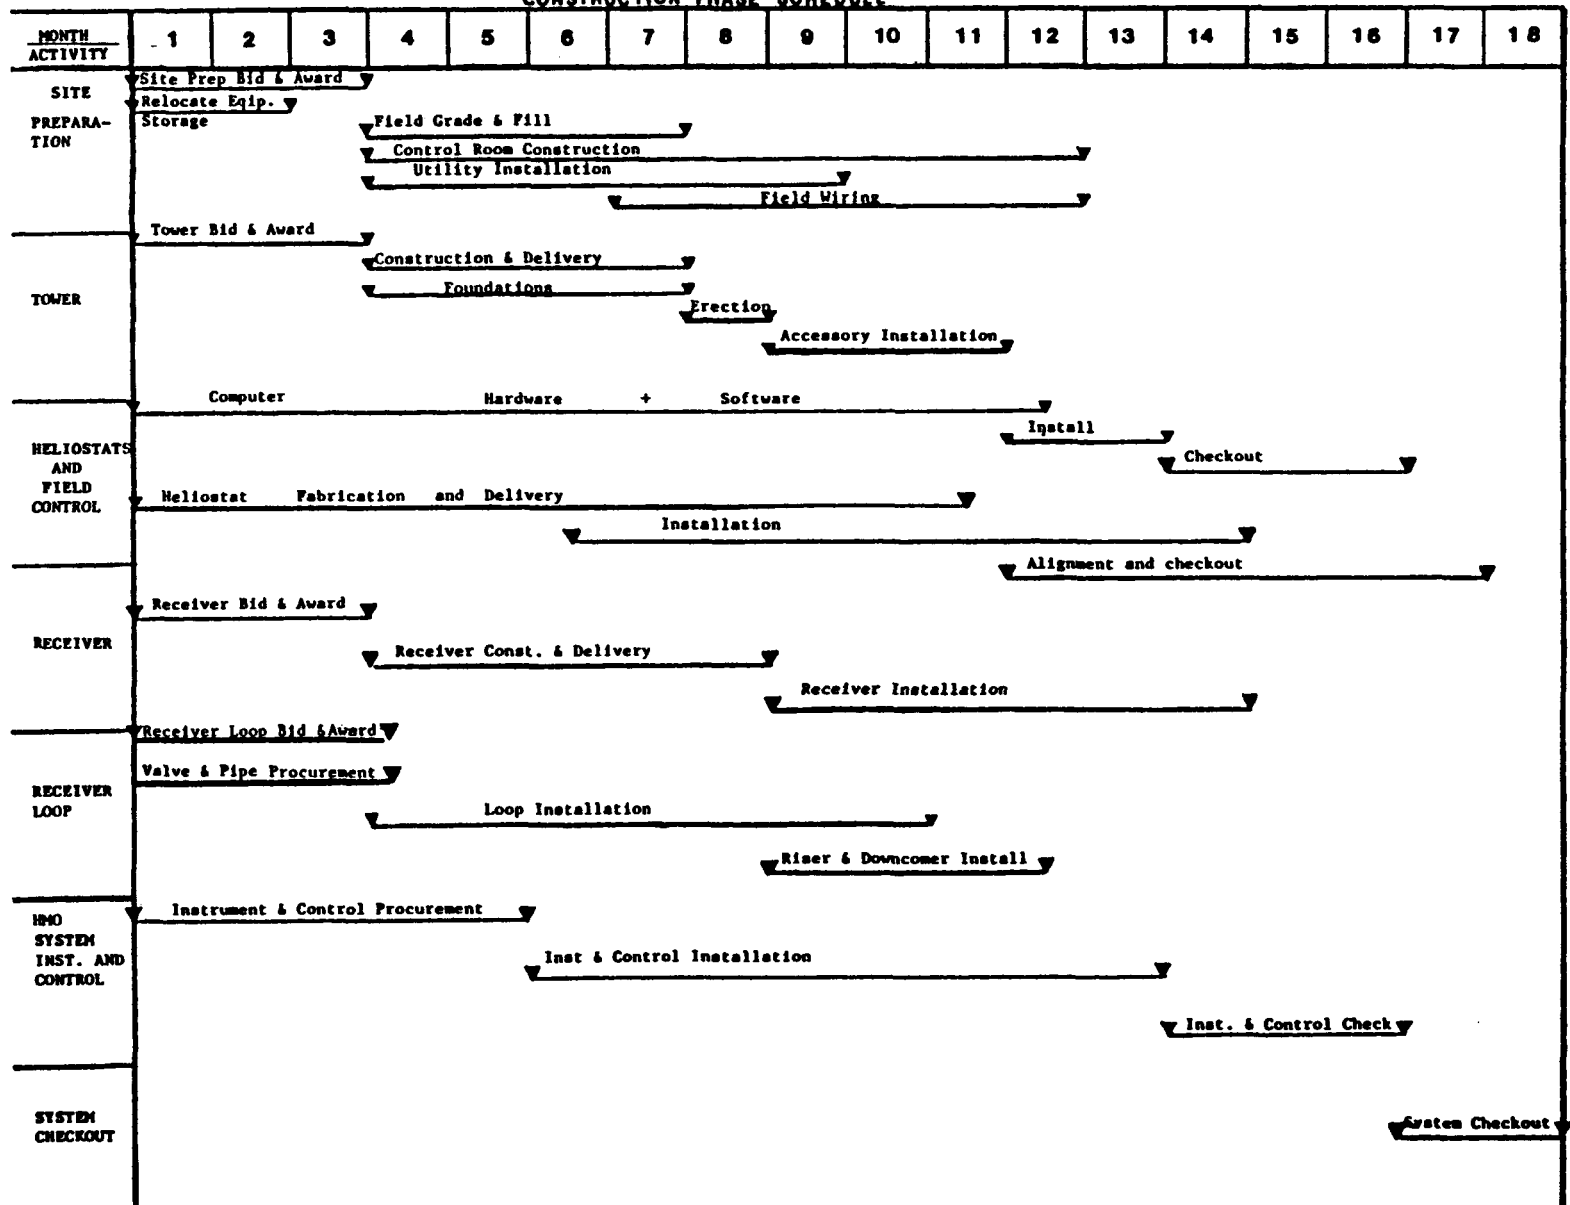 CONSTRUCTION PHASE SCHEDULE
MONTH 1 2 3 4 5 6 7 8 9 10 11 12 13 14 15 16 17 18
ACTIVITY
Site Prep Bid & Award
SITE
Relocate Eqip.
PREPARA-
Storage
Field Grade & Fill
TION
Control Room Construction
Utility Installation
Field Wiring
Tower Bid & Award
Construction & Delivery
Foundations
TOWER
Erection
Accessory Installation
Computer Hardware + Software
Install
HELIOSTATS
Checkout
AND
FIELD
Heliostat Fabrication and Delivery
CONTROL
Installation
Alignment and checkout
Receiver Bid & Award
RECEIVER
Receiver Const. & Delivery
Receiver Installation
Receiver Loop Bid &Award
Valve & Pipe Procurement
RECEIVER
LOOP
Loop Installation
Riser & Downcomer Install
Instrument & Control Procurement
HMO
SYSTEM
INST. AND
Inst & Control Installation
CONTROL
Inst. & Control Check
SYSTEM
System Checkout
CHECKOUT